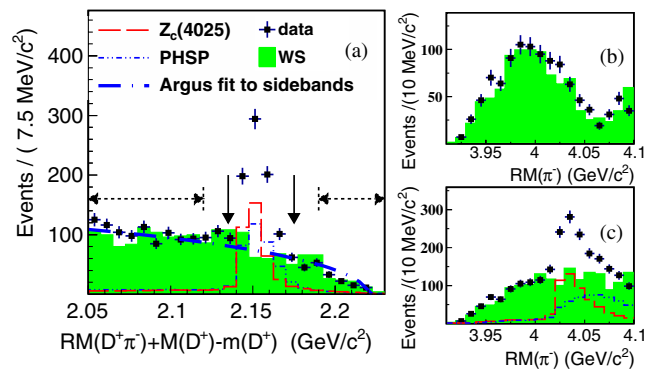 Z_c(4025) data (a)
PHSP WS
Argus fit to sidebands
Events / ( 7.5 MeV/c²)
400
300
200
100
0
2.05 2.1 2.15 2.2
RM(D⁺π⁻)+M(D⁺)-m(D⁺) (GeV/c²)
(b)
Events /(10 MeV/c²)
100
50
3.95 4 4.05 4.1
RM(π⁻) (GeV/c²)
(c)
Events /(10 MeV/c²)
300
200
100
0
3.95 4 4.05 4.1
RM(π⁻) (GeV/c²)